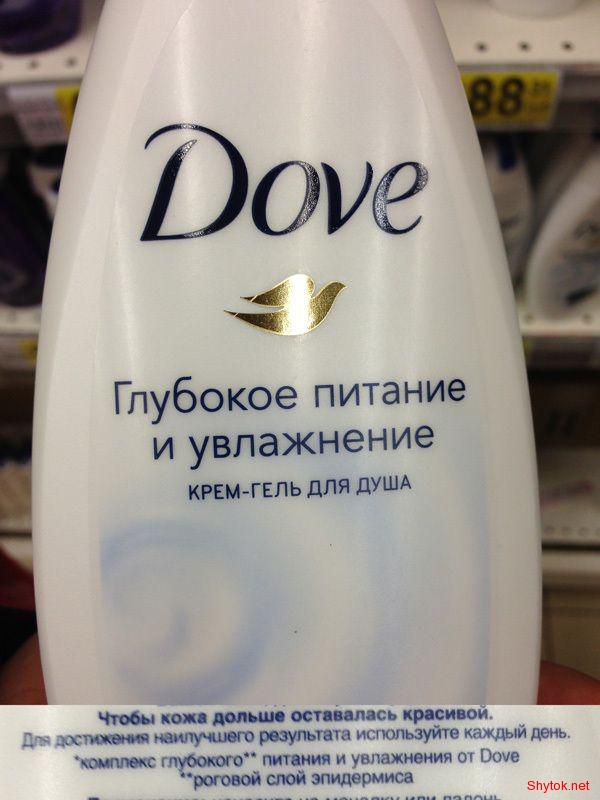 88
Dove
Глубокое питание
и увлажнение
КРЕМ-ГЕЛЬ ДЛЯ ДУША
Чтобы кожа дольше оставалась красивой.
Для достижения наилучшего результата используйте каждый день.
*комплекс глубокого** питания и увлажнения от Dove
**роговой слой эпидермиса
Shytok.net